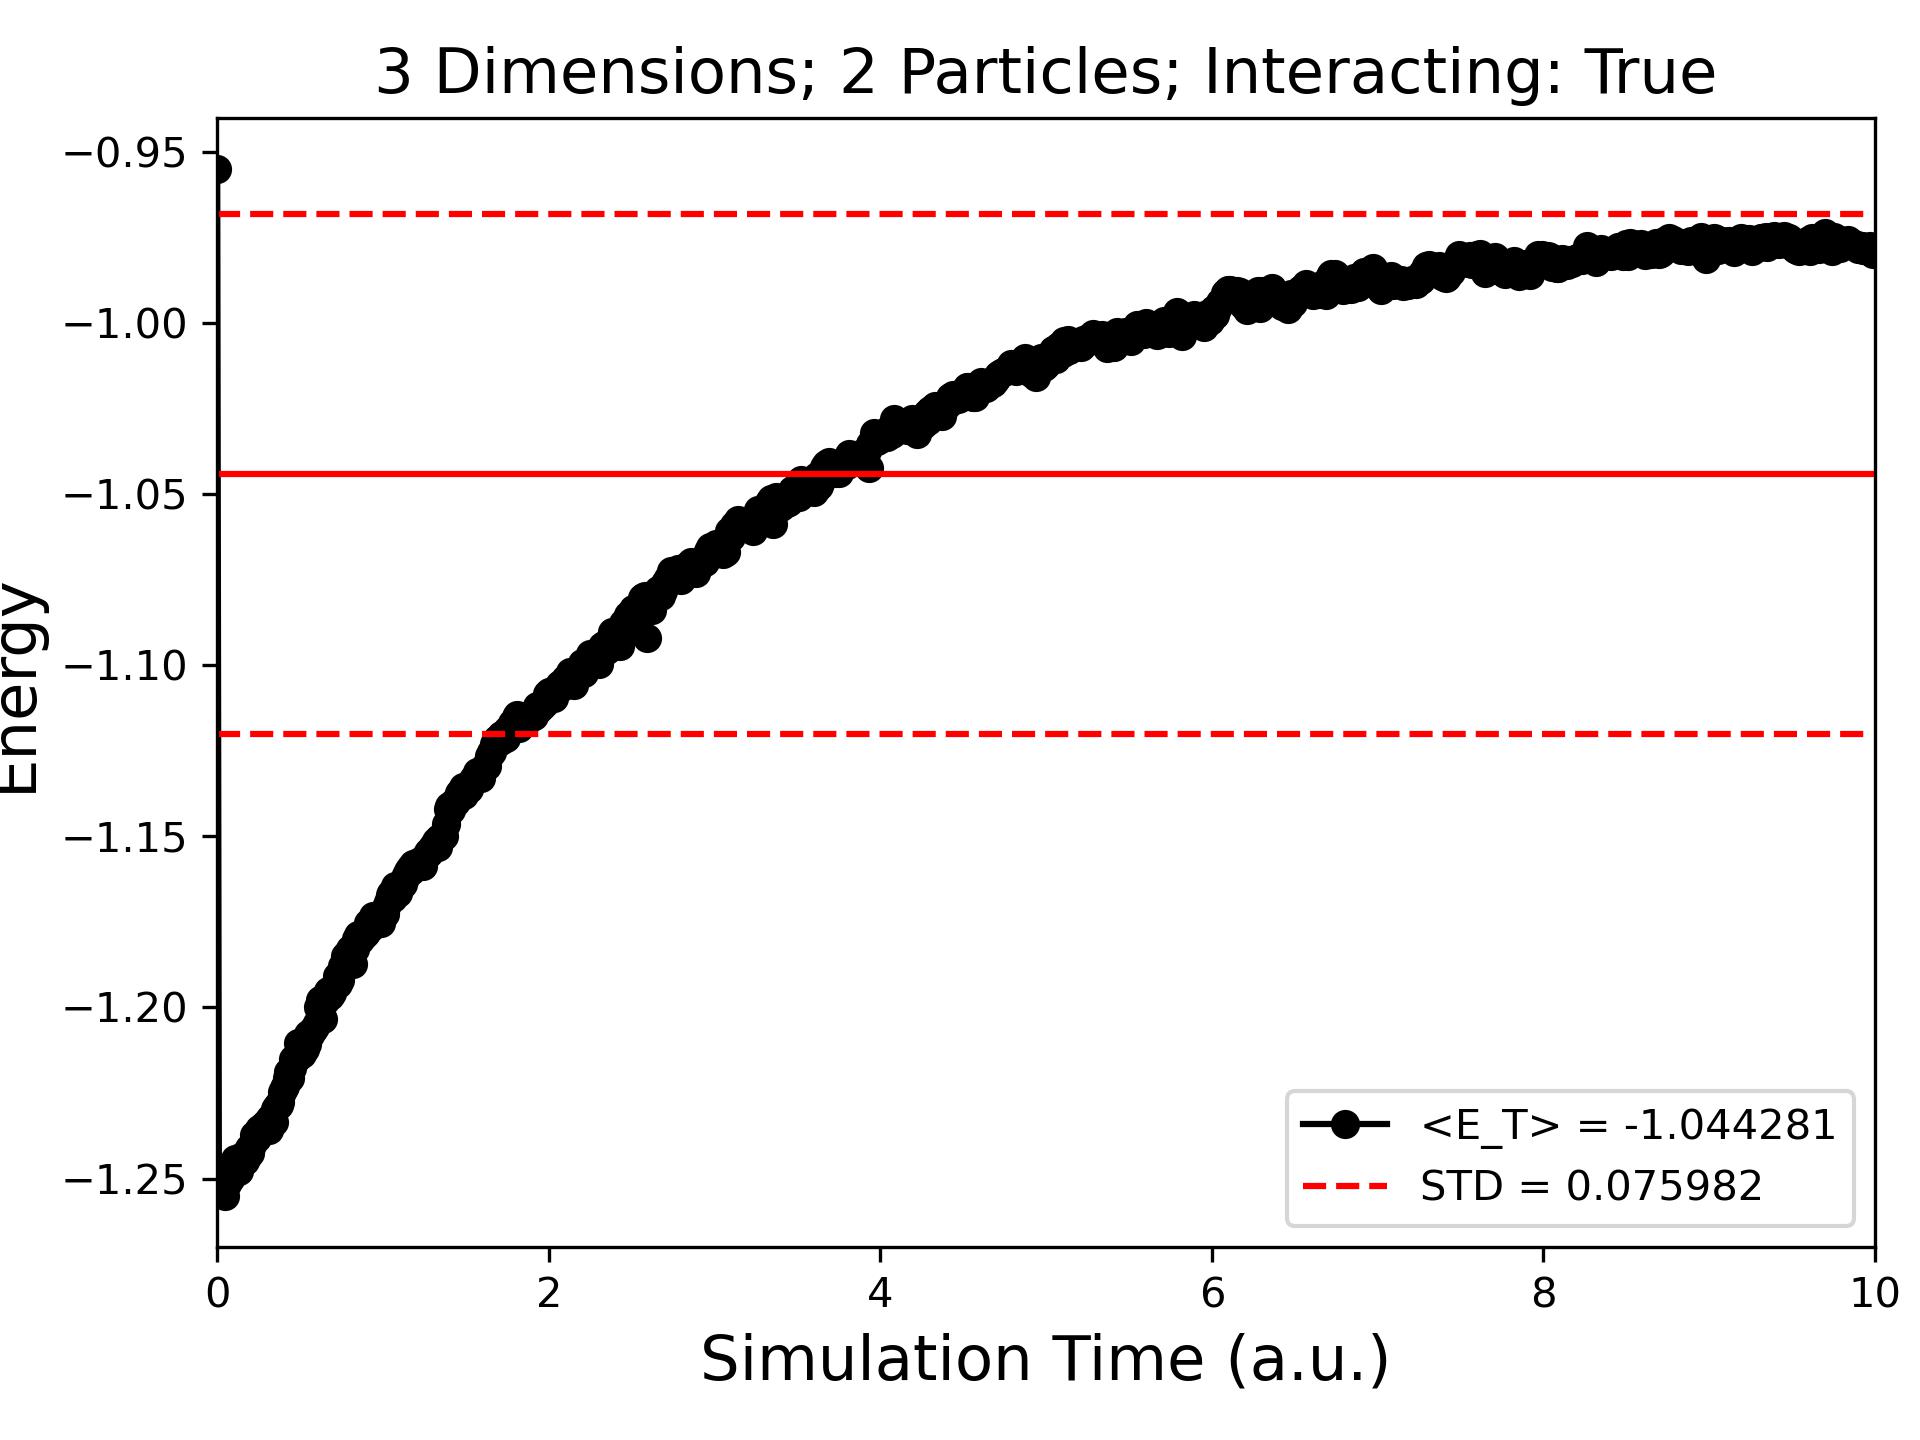 3 Dimensions; 2 Particles; Interacting: True
Energy
−0.95
−1.00
−1.05
−1.10
−1.15
−1.20
−1.25
0
2
4
6
8
10
Simulation Time (a.u.)
<E_T> = -1.044281
STD = 0.075982